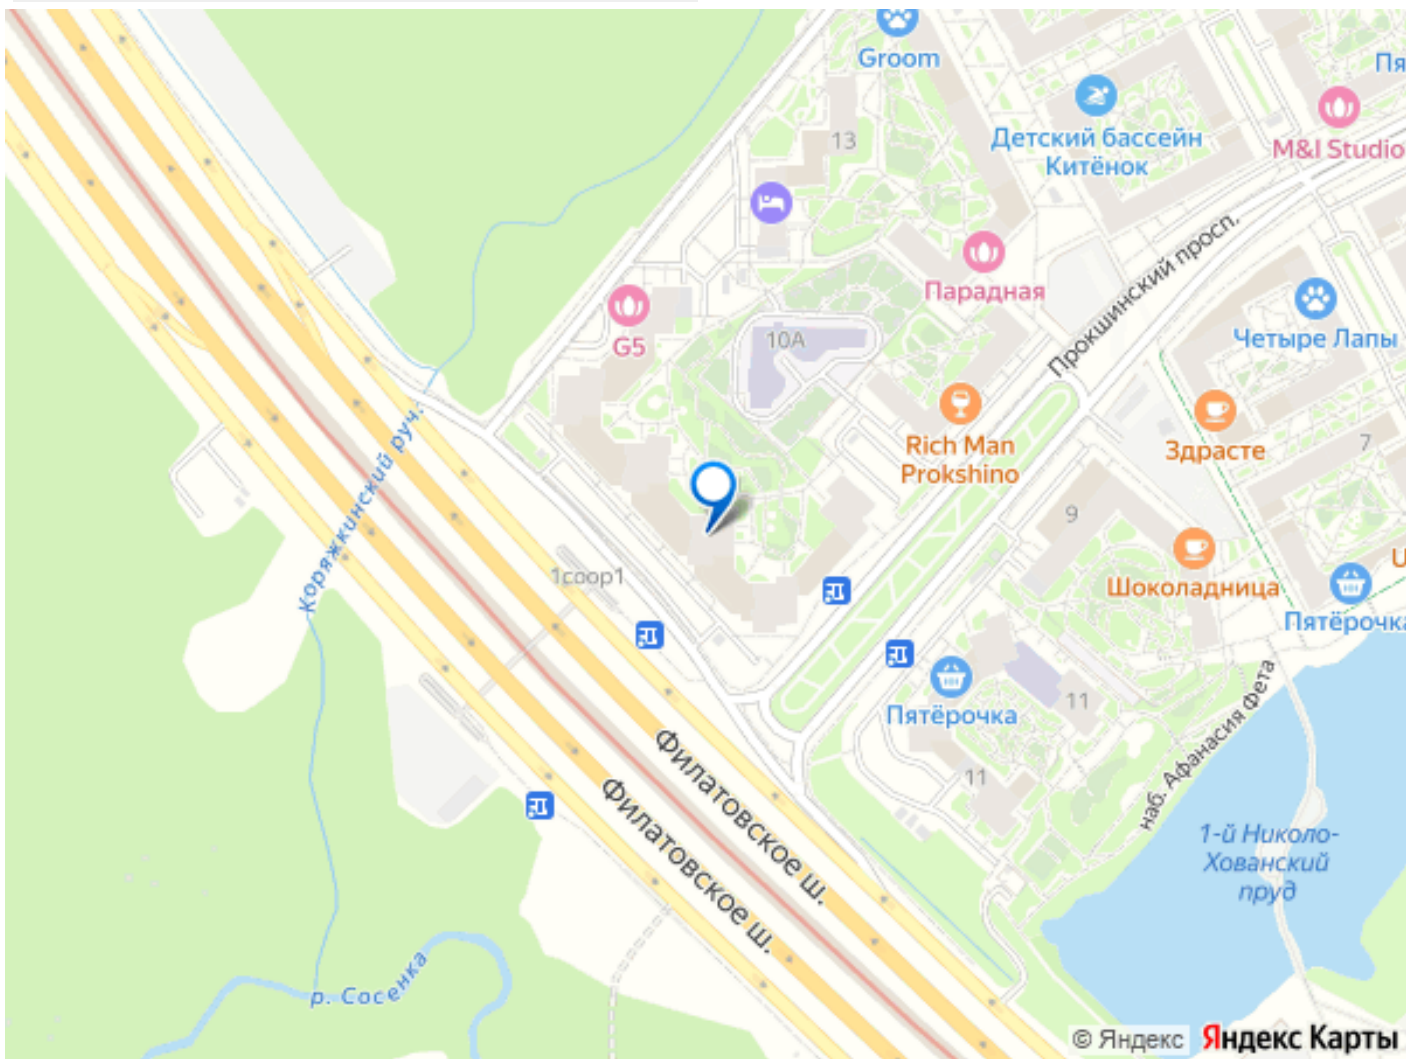 Groom
Пя
Детский бассейн
Китёнок
M&I Studio
13
Прокшинский просп.
Парадная
G5
10А
Четыре Лапы
Rich Man
Prokshino
Здрасте
7
Коряжкинский руч.
9
1соор1
Шоколадница
U
Пятёрочка
Пятёрочка
11
11
наб. Афанасия Фета
Филатовское ш.
Филатовское ш.
1-й Николо-
Хованский
пруд
р. Сосенка
© Яндекс Яндекс Карты